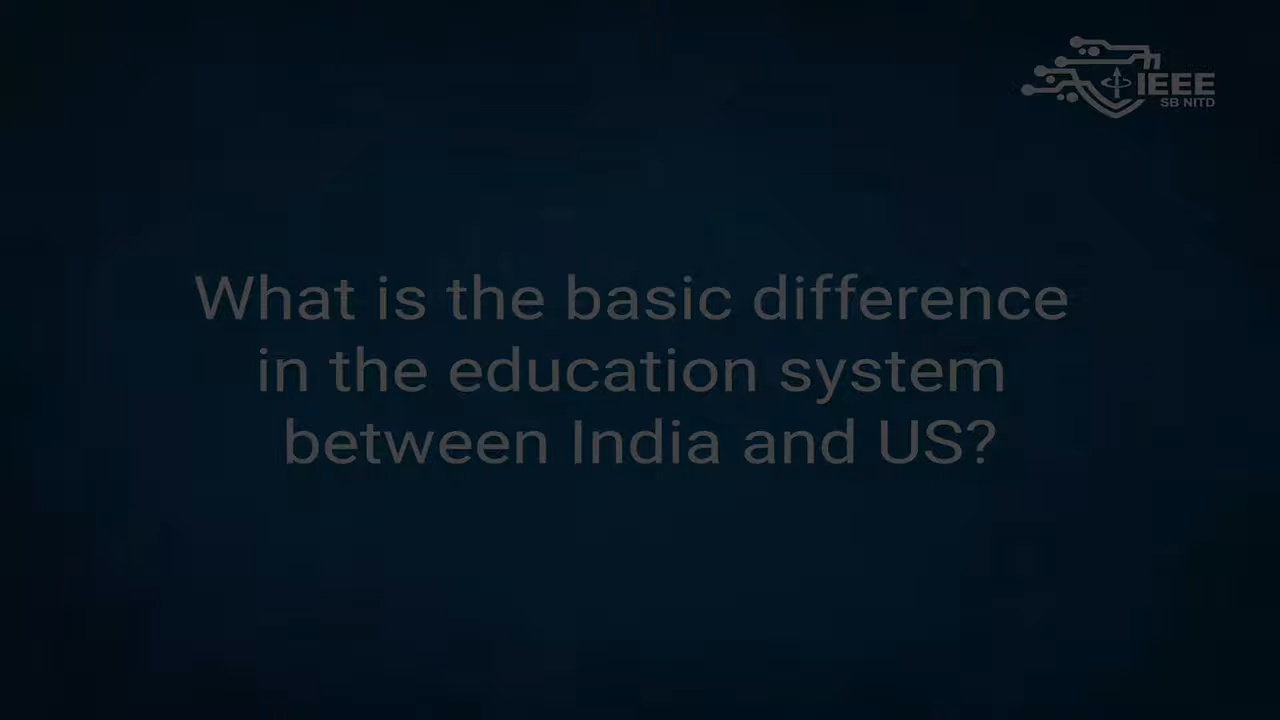 IEEE
SB NITD
What is the basic difference
in the education system
between India and US?